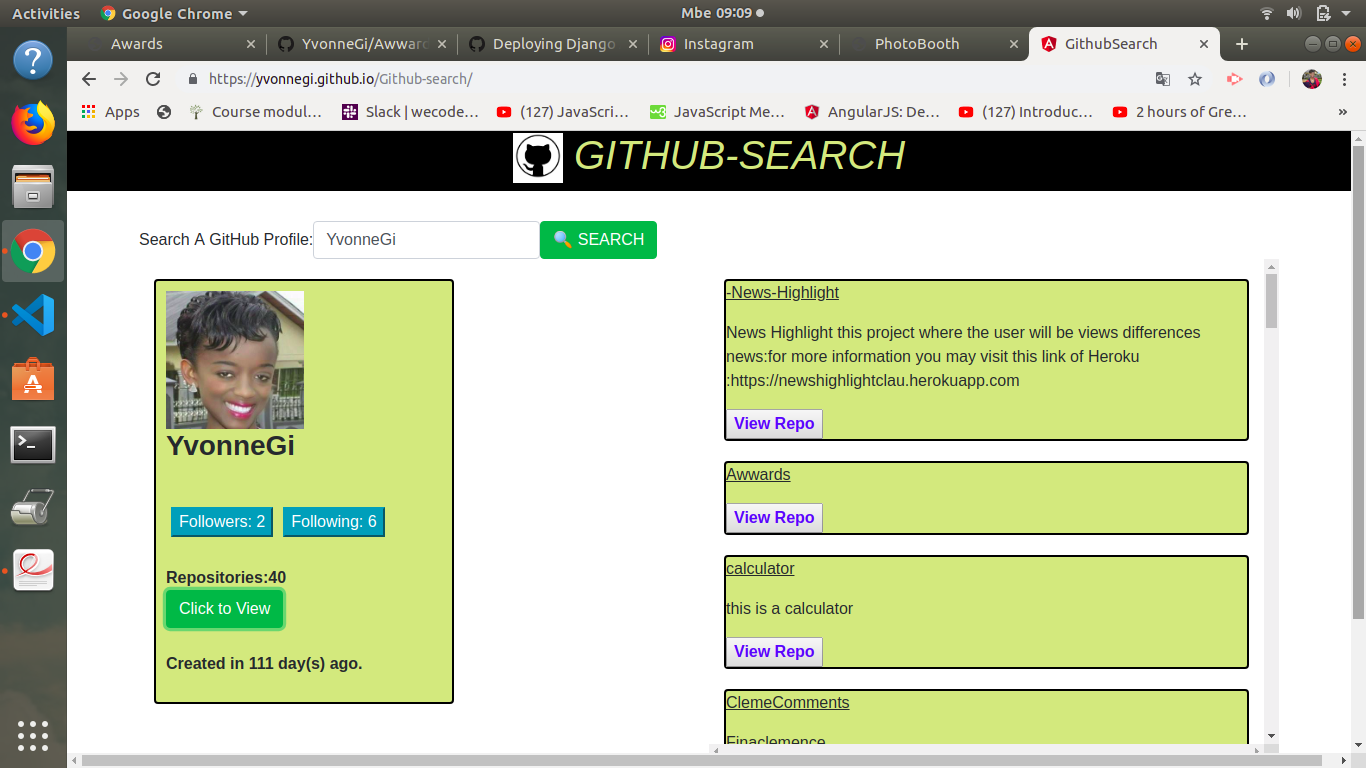 Activities Google Chrome Mbe 09:09
Awards YvonneGi/Awwar Deploying Django Instagram PhotoBooth GithubSearch
https://yvonnegi.github.io/Github-search/
Apps Course modul... Slack | wecode... (127) JavaScri... JavaScript Me... AngularJS: De... (127) Introduc... 2 hours of Gre... »
GITHUB-SEARCH
Search A GitHub Profile: YvonneGi 🔍 SEARCH
YvonneGi
Followers: 2 Following: 6
Repositories:40
Click to View
Created in 111 day(s) ago.
-News-Highlight
News Highlight this project where the user will be views differences
news:for more information you may visit this link of Heroku
:https://newshighlightclau.herokuapp.com
View Repo
Awwards
View Repo
calculator
this is a calculator
View Repo
ClemeComments
Finaclemence